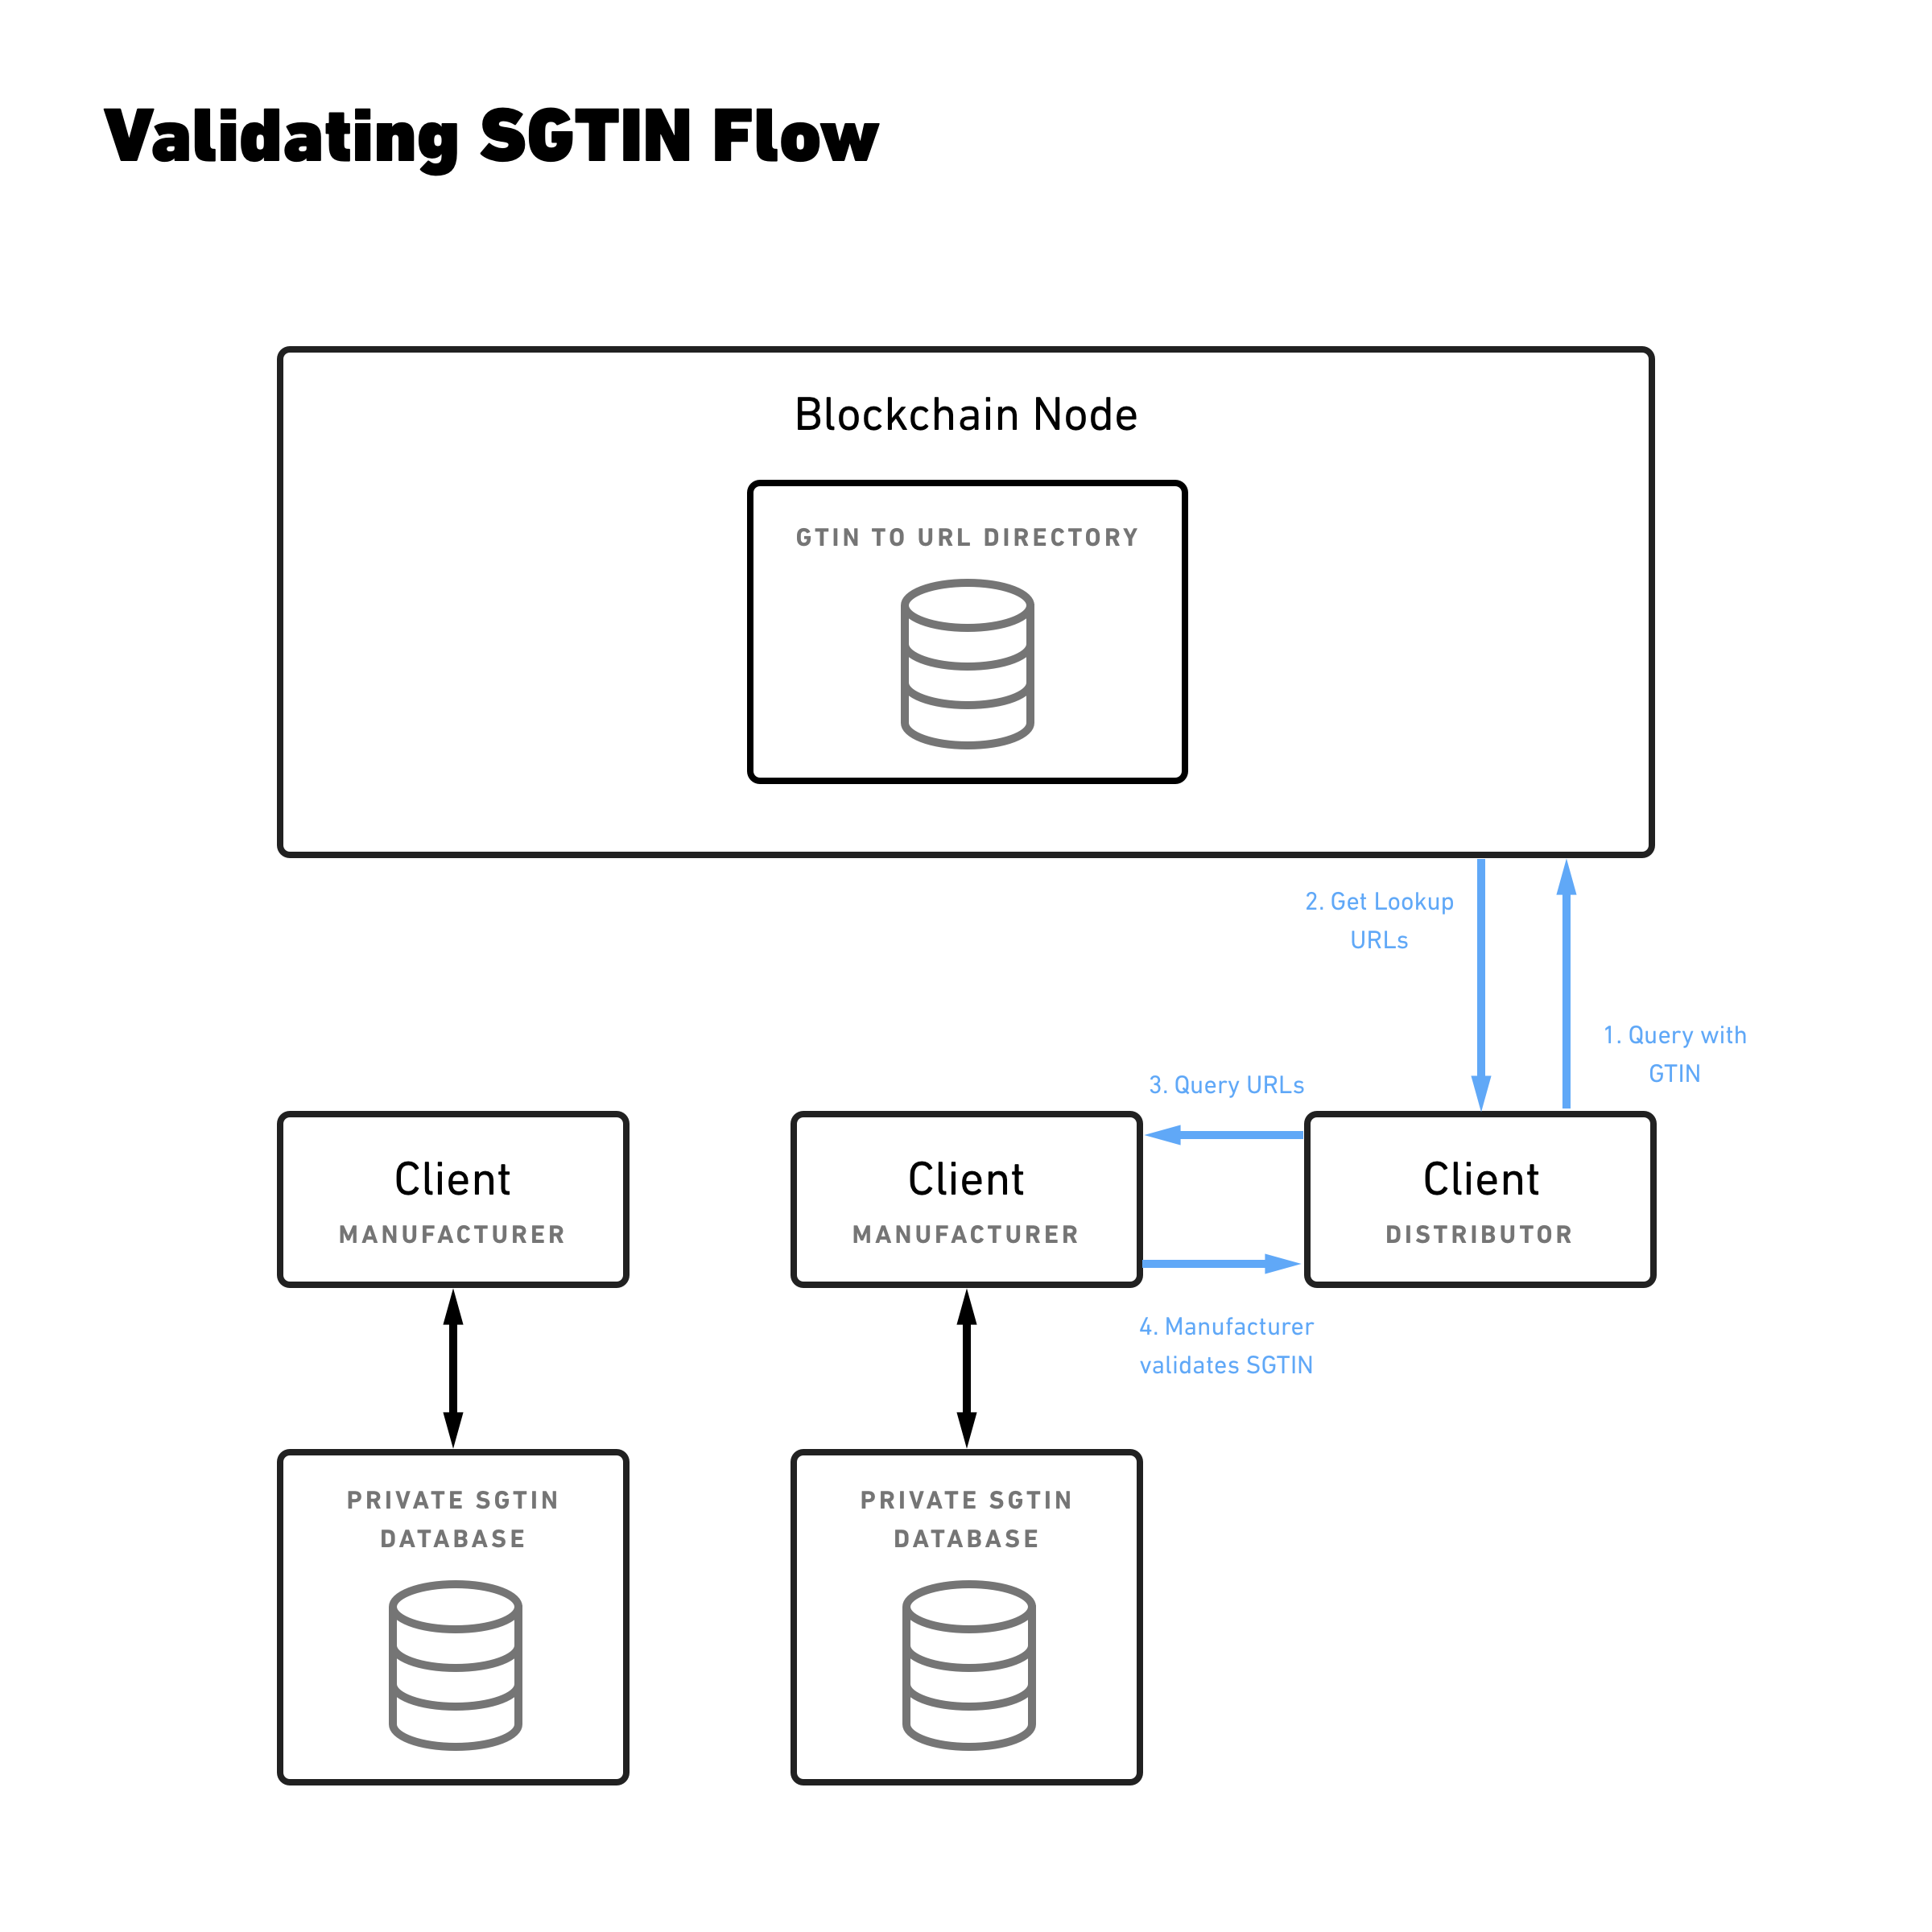 Validating SGTIN Flow
Blockchain Node
GTIN TO URL DIRECTORY
2. Get Lookup
URLs
1. Query with
GTIN
3. Query URLs
Client
MANUFACTURER
Client
MANUFACTURER
Client
DISTRIBUTOR
4. Manufacturer
validates SGTIN
PRIVATE SGTIN
DATABASE
PRIVATE SGTIN
DATABASE